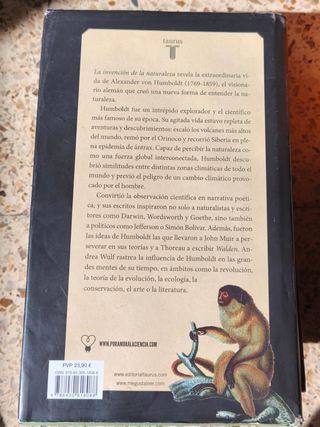 taurus
T
La invención de la naturaleza revela la extraordinaria vi-
da de Alexander von Humboldt (1769-1859), el visiona-
rio alemán que creó una nueva forma de entender la na-
turaleza.
Humboldt fue un intrépido explorador y el científico
más famoso de su época. Su agitada vida estuvo repleta de
aventuras y descubrimientos: escaló los volcanes más altos
del mundo, remó por el Orinoco y recorrió Siberia en ple-
na epidemia de ántrax. Capaz de percibir la naturaleza co-
mo una fuerza global interconectada, Humboldt descu-
brió similitudes entre distintas zonas climáticas de todo el
mundo y previó el peligro de un cambio climático provo-
cado por el hombre.
Convirtió la observación científica en narrativa poéti-
ca, y sus escritos inspiraron no solo a naturalistas y escri-
tores como Darwin, Wordsworth y Goethe, sino también
a políticos como Jefferson o Simón Bolívar. Además, fueron
las ideas de Humboldt las que llevaron a John Muir a per-
severar en sus teorías y a Thoreau a escribir Walden. An-
drea Wulf rastrea la influencia de Humboldt en las gran-
des mentes de su tiempo, en ámbitos como la revolución,
la teoría de la evolución, la ecología, la
conservación, el arte o la literatura.
WWW.PORAMORALACIENCIA.COM
PVP 23,90 €
www.editorialtaurus.com
www.megustaleer.com